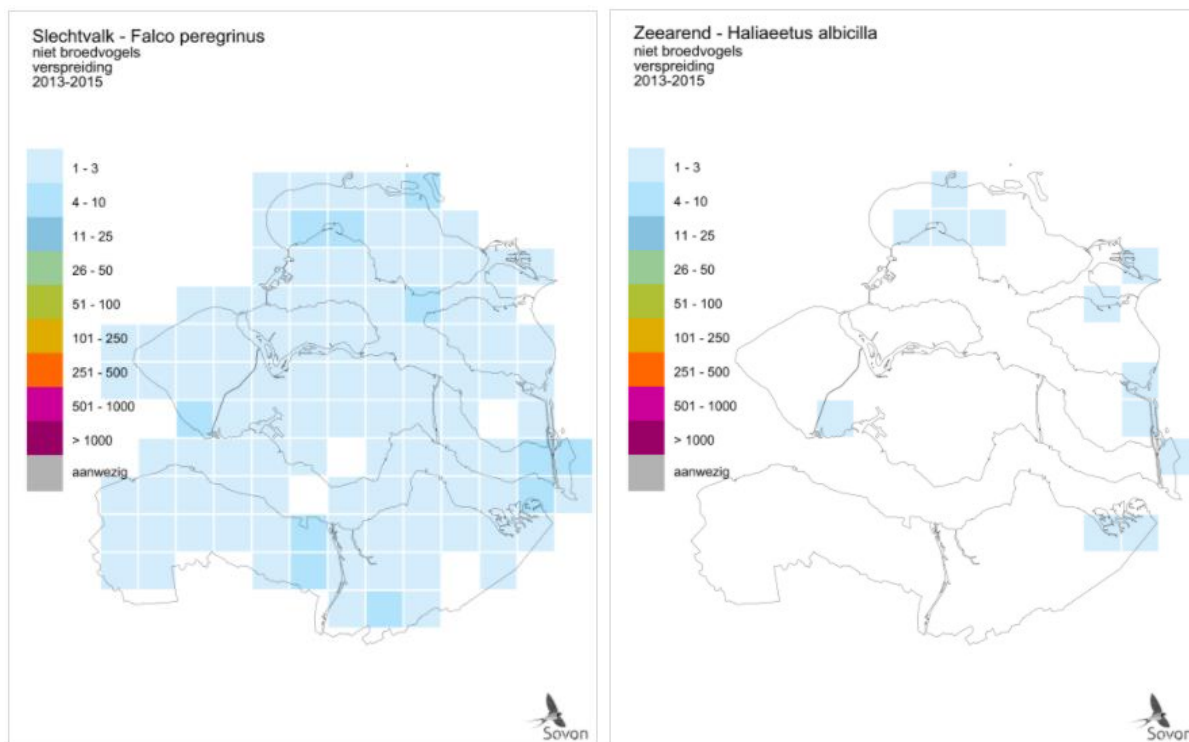 Slechtvalk - Falco peregrinus
niet broedvogels
verspreiding
2013-2015
1 - 3
4 - 10
11 - 25
26 - 50
51 - 100
101 - 250
251 - 500
501 - 1000
> 1000
aanwezig
Sovon
Zeearend - Haliaeetus albicilla
niet broedvogels
verspreiding
2013-2015
1 - 3
4 - 10
11 - 25
26 - 50
51 - 100
101 - 250
251 - 500
501 - 1000
> 1000
aanwezig
Sovon